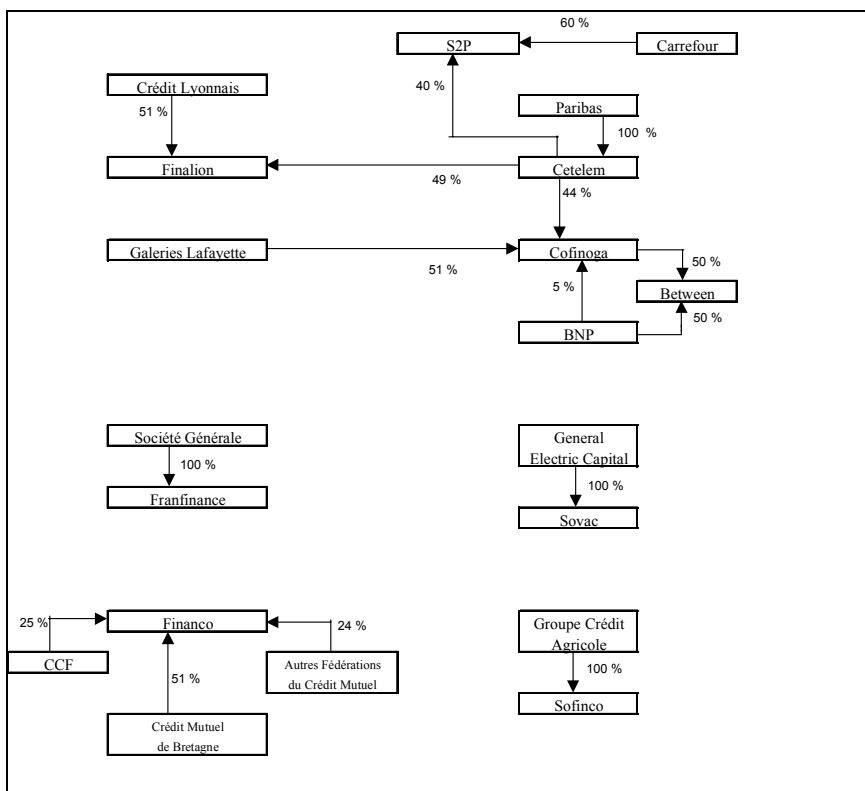 60 %
S2P
Carrefour
Crédit Lyonnais
40 %
Paribas
51 %
100 %
Finalion
Cetelem
49 %
44 %
Galeries Lafayette
Cofinoga
51 %
50 %
5 %
Between
BNP
50 %
Société Générale
General
Electric Capital
100 %
Franfinance
100 %
Sovac
25 %
Financo
24 %
Groupe Crédit
Agricole
CCF
51 %
Autres Fédérations
du Crédit Mutuel
100 %
Sofinco
Crédit Mutuel
de Bretagne